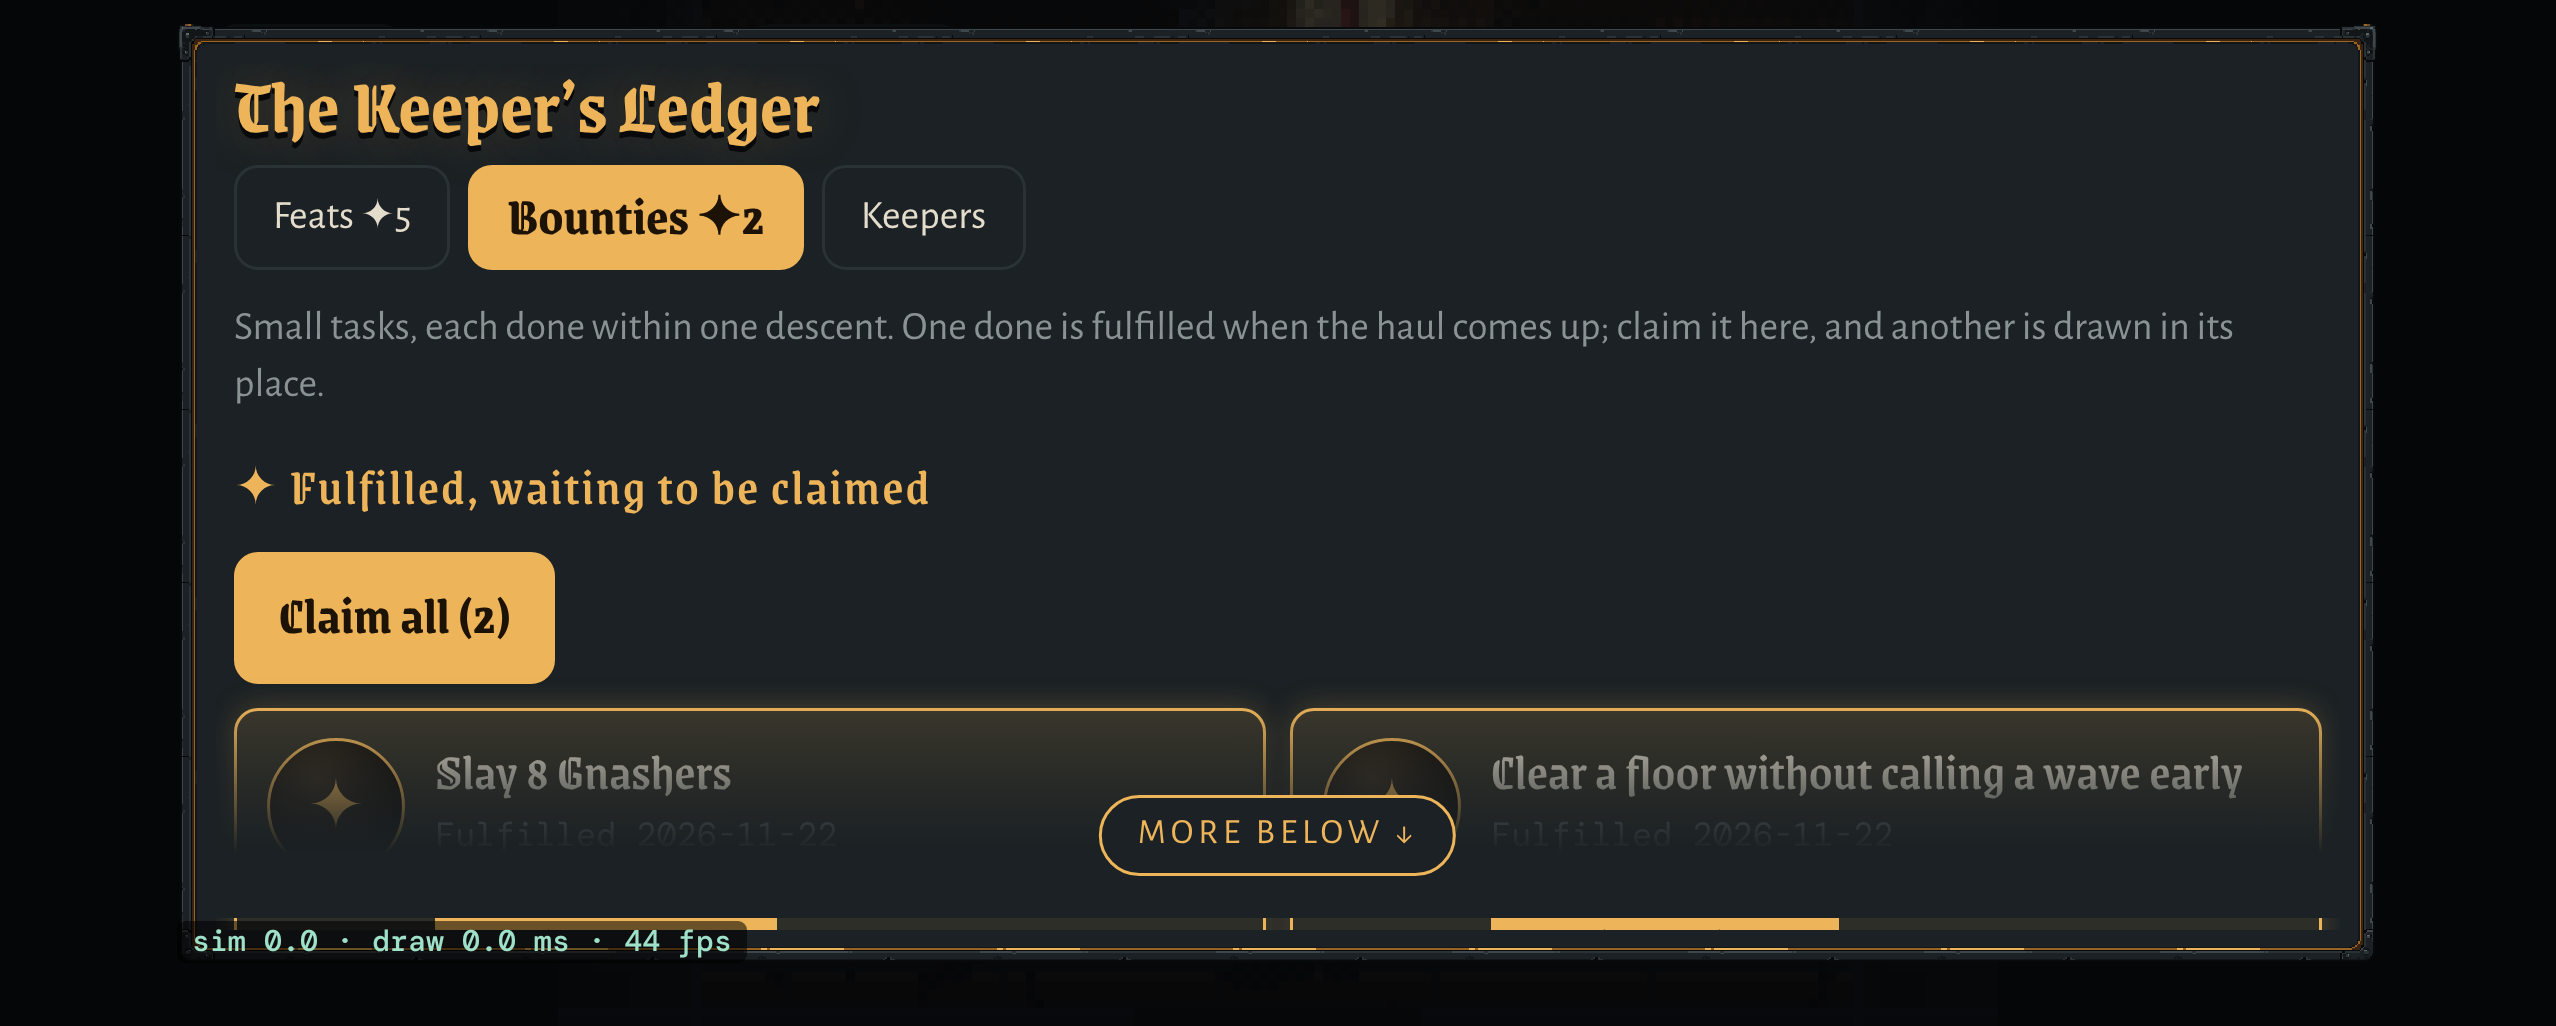 The Keeper's Ledger
Feats ✦5
Bounties ✦2
Keepers
Small tasks, each done within one descent. One done is fulfilled when the haul comes up; claim it here, and another is drawn in its
place.
✦ Fulfilled, waiting to be claimed
Claim all (2)
Slay 8 Gnashers
Fulfilled 2026-11-22
Clear a floor without calling a wave early
Fulfilled 2026-11-22
MORE BELOW ↓
sim 0.0 · draw 0.0 ms · 44 fps